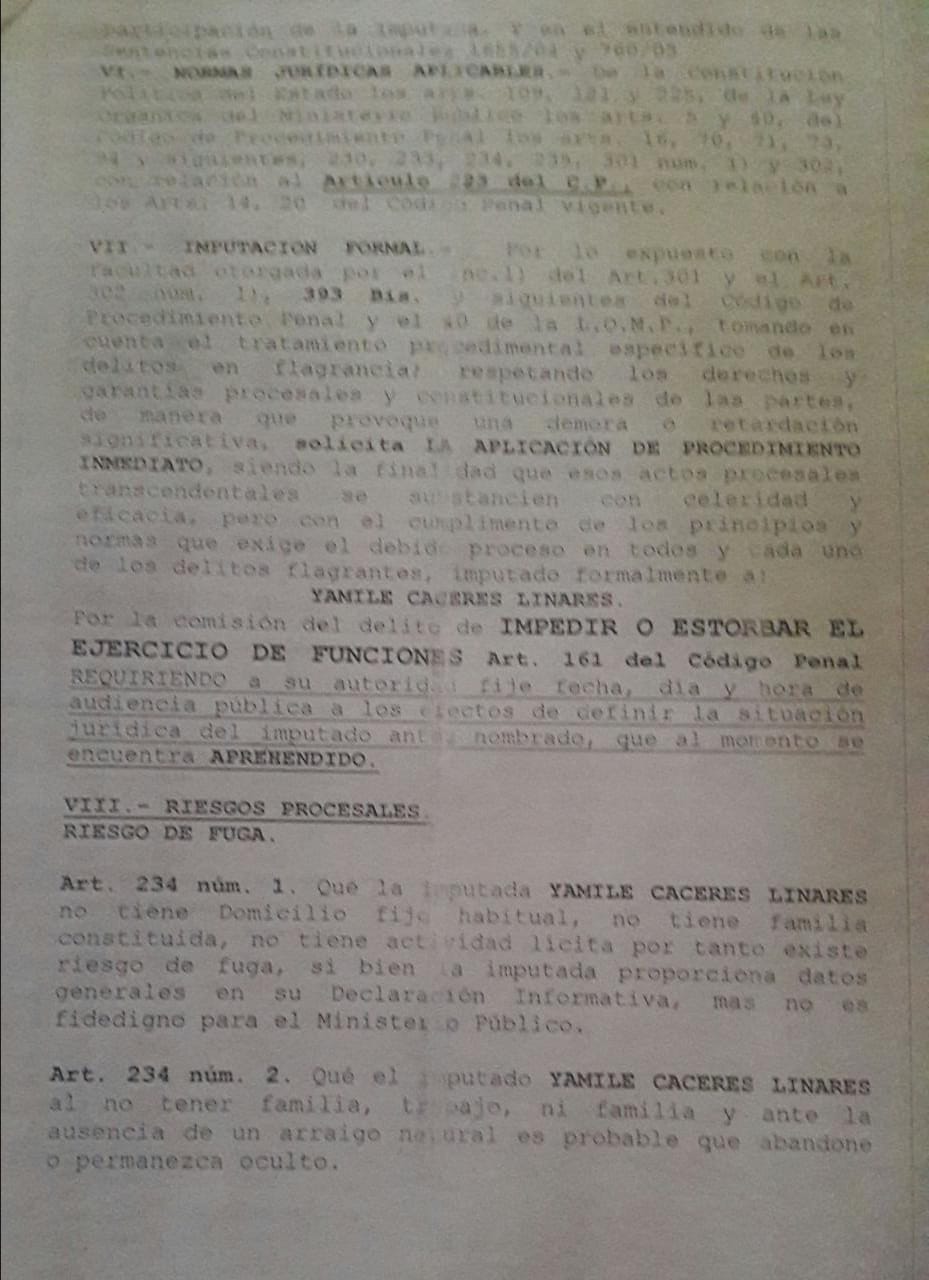 participación de la imputada. Y en el entendido de las
Sentencias Constitucionales 1688/04 y 760/03
VI.- NORMAS JURÍDICAS APLICABLES.- De la Constitución
Política del Estado los arts. 109, 121 y 225, de la Ley
Orgánica del Ministerio Público los arts. 5 y 40, del
Código de Procedimiento Penal los arts. 16, 70, 71, 73,
y siguientes, 230, 233, 234, 235, 301 num. 1) y 302,
con relación al Artículo 223 del C.P., con relación a
los Arts. 14, 20 del Código Penal vigente.
VII.- IMPUTACION FORMAL.- Por lo expuesto con la
facultad otorgada por el inc.1) del Art.301 y el Art.
302 núm. 1), 393 Bis. y siguientes del Código de
Procedimiento Penal y el 40 de la L.O.M.P., tomando en
cuenta el tratamiento procedimental específico de los
delitos en flagrancia; respetando los derechos y
garantías procesales y constitucionales de las partes,
de manera que provoque una demora o retardación
significativa, solicita LA APLICACIÓN DE PROCEDIMIENTO
INMEDIATO, siendo la finalidad que esos actos procesales
transcendentales se substancien con celeridad y
eficacia, pero con el cumplimento de los principios y
normas que exige el debido proceso en todos y cada uno
de los delitos flagrantes, imputado formalmente a:
YAMILE CACERES LINARES.
Por la comisión del delito de IMPEDIR O ESTORBAR EL
EJERCICIO DE FUNCIONES Art. 161 del Código Penal
REQUIRIENDO a su autoridad fije fecha, día y hora de
audiencia pública a los efectos de definir la situación
jurídica del imputado antes nombrado, que al momento se
encuentra APREHENDIDO.
VIII.- RIESGOS PROCESALES.
RIESGO DE FUGA.
Art. 234 núm. 1. Qué la imputada YAMILE CACERES LINARES
no tiene Domicilio fijo habitual, no tiene familia
constituida, no tiene actividad licita por tanto existe
riesgo de fuga, si bien la imputada proporciona datos
generales en su Declaración Informativa, mas no es
fidedigno para el Ministerio Público.
Art. 234 núm. 2. Qué el imputado YAMILE CACERES LINARES
al no tener familia, trabajo, ni familia y ante la
ausencia de un arraigo natural es probable que abandone
o permanezca oculto.